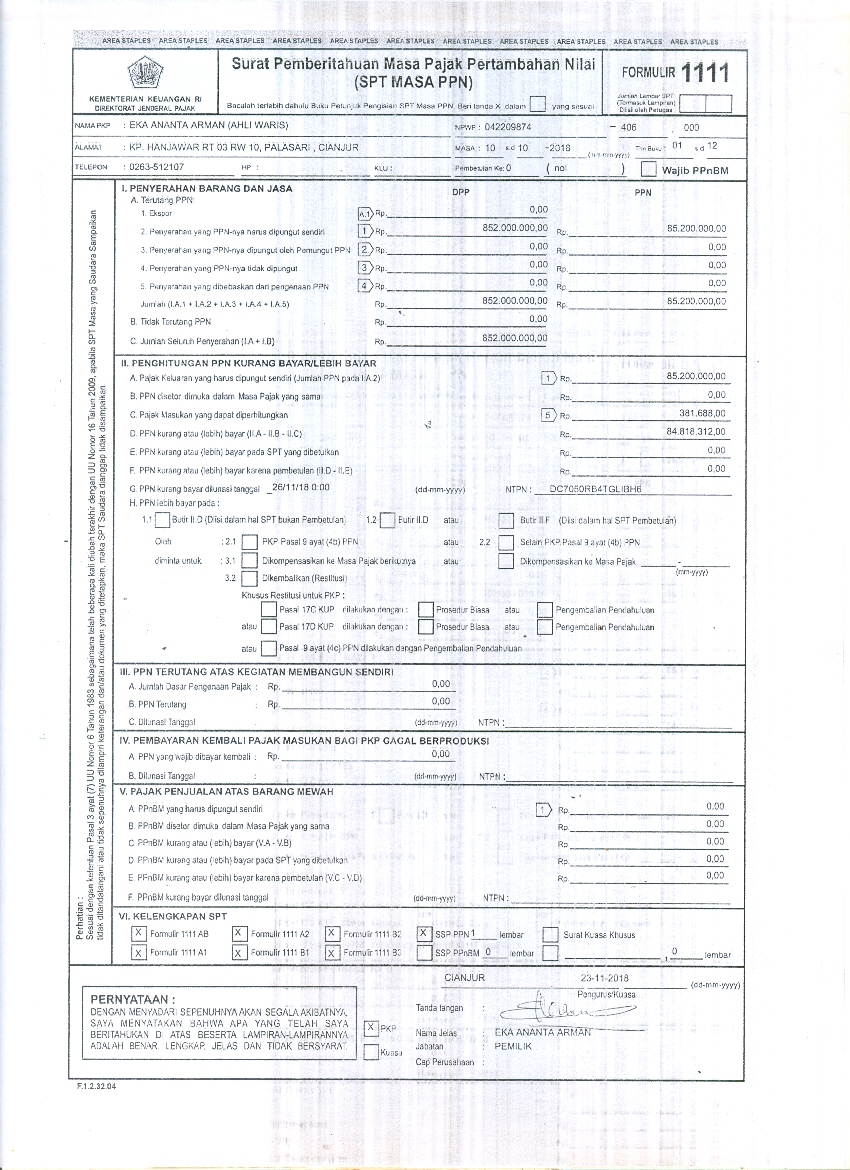 AREA STAPLES AREA STAPLES AREA STAPLES AREA STAPLES AREA STAPLES AREA STAPLES AREA STAPLES AREA STAPLES AREA STAPLES AREA STAPLES AREA STAPLES
KEMENTERIAN KEUANGAN RI
DIREKTORAT JENDERAL PAJAK
Surat Pemberitahuan Masa Pajak Pertambahan Nilai
(SPT MASA PPN)
Bacalah terlebih dahulu Buku Petunjuk Pengisian SPT Masa PPN, Beri tanda X dalam yang sesuai
FORMULIR 1111
Jumlah Lembar SPT
(Termasuk Lampiran)
Diisi oleh Petugas
NAMA PKP : EKA ANANTA ARMAN (AHLI WARIS) NPWP : 042209874 - 406 . 000
ALAMAT : KP. HANJAWAR RT 03 RW 10, PALASARI , CIANJUR MASA : 10 s.d 10 -2018 (mm-mm-yyyy) Thn Buku : 01 s.d 12
TELEPON : 0263-512107 HP : KLU : Pembetulan Ke: 0 ( nol ) Wajib PPnBM
I. PENYERAHAN BARANG DAN JASA DPP PPN
A. Terutang PPN:
1. Ekspor A.1 Rp. 0,00
2. Penyerahan yang PPN-nya harus dipungut sendiri 1 Rp. 852.000.000,00 Rp. 85.200.000,00
3. Penyerahan yang PPN-nya dipungut oleh Pemungut PPN 2 Rp. 0,00 Rp. 0,00
4. Penyerahan yang PPN-nya tidak dipungut 3 Rp. 0,00 Rp. 0,00
5. Penyerahan yang dibebaskan dari pengenaan PPN 4 Rp. 0,00 Rp. 0,00
Jumlah (I.A.1 + I.A.2 + I.A.3 + I.A.4 + I.A.5) Rp. 852.000.000,00 Rp. 85.200.000,00
B. Tidak Terutang PPN Rp. 0,00
C. Jumlah Seluruh Penyerahan (I.A + I.B) Rp. 852.000.000,00
II. PENGHITUNGAN PPN KURANG BAYAR/LEBIH BAYAR
A. Pajak Keluaran yang harus dipungut sendiri (Jumlah PPN pada I.A.2) 1 Rp. 85.200.000,00
B. PPN disetor dimuka dalam Masa Pajak yang sama Rp. 0,00
C. Pajak Masukan yang dapat diperhitungkan 5 Rp. 381.688,00
D. PPN kurang atau (lebih) bayar (II.A - II.B - II.C) Rp. 84.818.312,00
E. PPN kurang atau (lebih) bayar pada SPT yang dibetulkan Rp. 0,00
F. PPN kurang atau (lebih) bayar karena pembetulan (II.D - II.E) Rp. 0,00
G. PPN kurang bayar dilunasi tanggal 26/11/18 0:00 (dd-mm-yyyy) NTPN : DC7050RB4TGLIBH6
H. PPN lebih bayar pada :
1.1 Butir II.D (Diisi dalam hal SPT bukan Pembetulan) 1.2 Butir II.D atau Butir II.F (Diisi dalam hal SPT Pembetulan)
Oleh : 2.1 PKP Pasal 9 ayat (4b) PPN atau 2.2 Selain PKP Pasal 9 ayat (4b) PPN
diminta untuk : 3.1 Dikompensasikan ke Masa Pajak berikutnya atau Dikompensasikan ke Masa Pajak - (mm-yyyy)
3.2 Dikembalikan (Restitusi)
Khusus Restitusi untuk PKP :
Pasal 17C KUP dilakukan dengan : Prosedur Biasa atau Pengembalian Pendahuluan
atau Pasal 17D KUP dilakukan dengan : Prosedur Biasa atau Pengembalian Pendahuluan
atau Pasal 9 ayat (4c) PPN dilakukan dengan Pengembalian Pendahuluan
III. PPN TERUTANG ATAS KEGIATAN MEMBANGUN SENDIRI
A. Jumlah Dasar Pengenaan Pajak : Rp. 0,00
B. PPN Terutang : Rp. 0,00
C. Dilunasi Tanggal : (dd-mm-yyyy) NTPN :
IV. PEMBAYARAN KEMBALI PAJAK MASUKAN BAGI PKP GAGAL BERPRODUKSI
A. PPN yang wajib dibayar kembali : Rp. 0,00
B. Dilunasi Tanggal : (dd-mm-yyyy) NTPN :
V. PAJAK PENJUALAN ATAS BARANG MEWAH
A. PPnBM yang harus dipungut sendiri 1 Rp. 0,00
B. PPnBM disetor dimuka dalam Masa Pajak yang sama Rp. 0,00
C. PPnBM kurang atau (lebih) bayar (V.A - V.B) Rp. 0,00
D. PPnBM kurang atau (lebih) bayar pada SPT yang dibetulkan Rp. 0,00
E. PPnBM kurang atau (lebih) bayar karena pembetulan (V.C - V.D) Rp. 0,00
F. PPnBM kurang bayar dilunasi tanggal (dd-mm-yyyy) NTPN :
VI. KELENGKAPAN SPT
X Formulir 1111 AB X Formulir 1111 A2 X Formulir 1111 B2 X SSP PPN 1 lembar Surat Kuasa Khusus
X Formulir 1111 A1 X Formulir 1111 B1 X Formulir 1111 B3 SSP PPnBM 0 lembar , 0 lembar
Perhatian :
Sesuai dengan ketentuan Pasal 3 ayat (7) UU Nomor 6 Tahun 1983 sebagaimana telah beberapa kali diubah terakhir dengan UU Nomor 16 Tahun 2009, apabila SPT Masa yang Saudara Sampaikan
tidak ditandatangani atau tidak sepenuhnya dilampiri keterangan dan/atau dokumen yang ditetapkan, maka SPT Saudara dianggap tidak disampaikan
CIANJUR 23-11-2018 (dd-mm-yyyy)
PERNYATAAN :
DENGAN MENYADARI SEPENUHNYA AKAN SEGALA AKIBATNYA,
SAYA MENYATAKAN BAHWA APA YANG TELAH SAYA
BERITAHUKAN DI ATAS BESERTA LAMPIRAN-LAMPIRANNYA
ADALAH BENAR, LENGKAP, JELAS DAN TIDAK BERSYARAT.
X PKP
Kuasa
Pengurus/Kuasa
Tanda tangan :
Nama Jelas : EKA ANANTA ARMAN
Jabatan : PEMILIK
Cap Perusahaan :
F.1.2.32.04